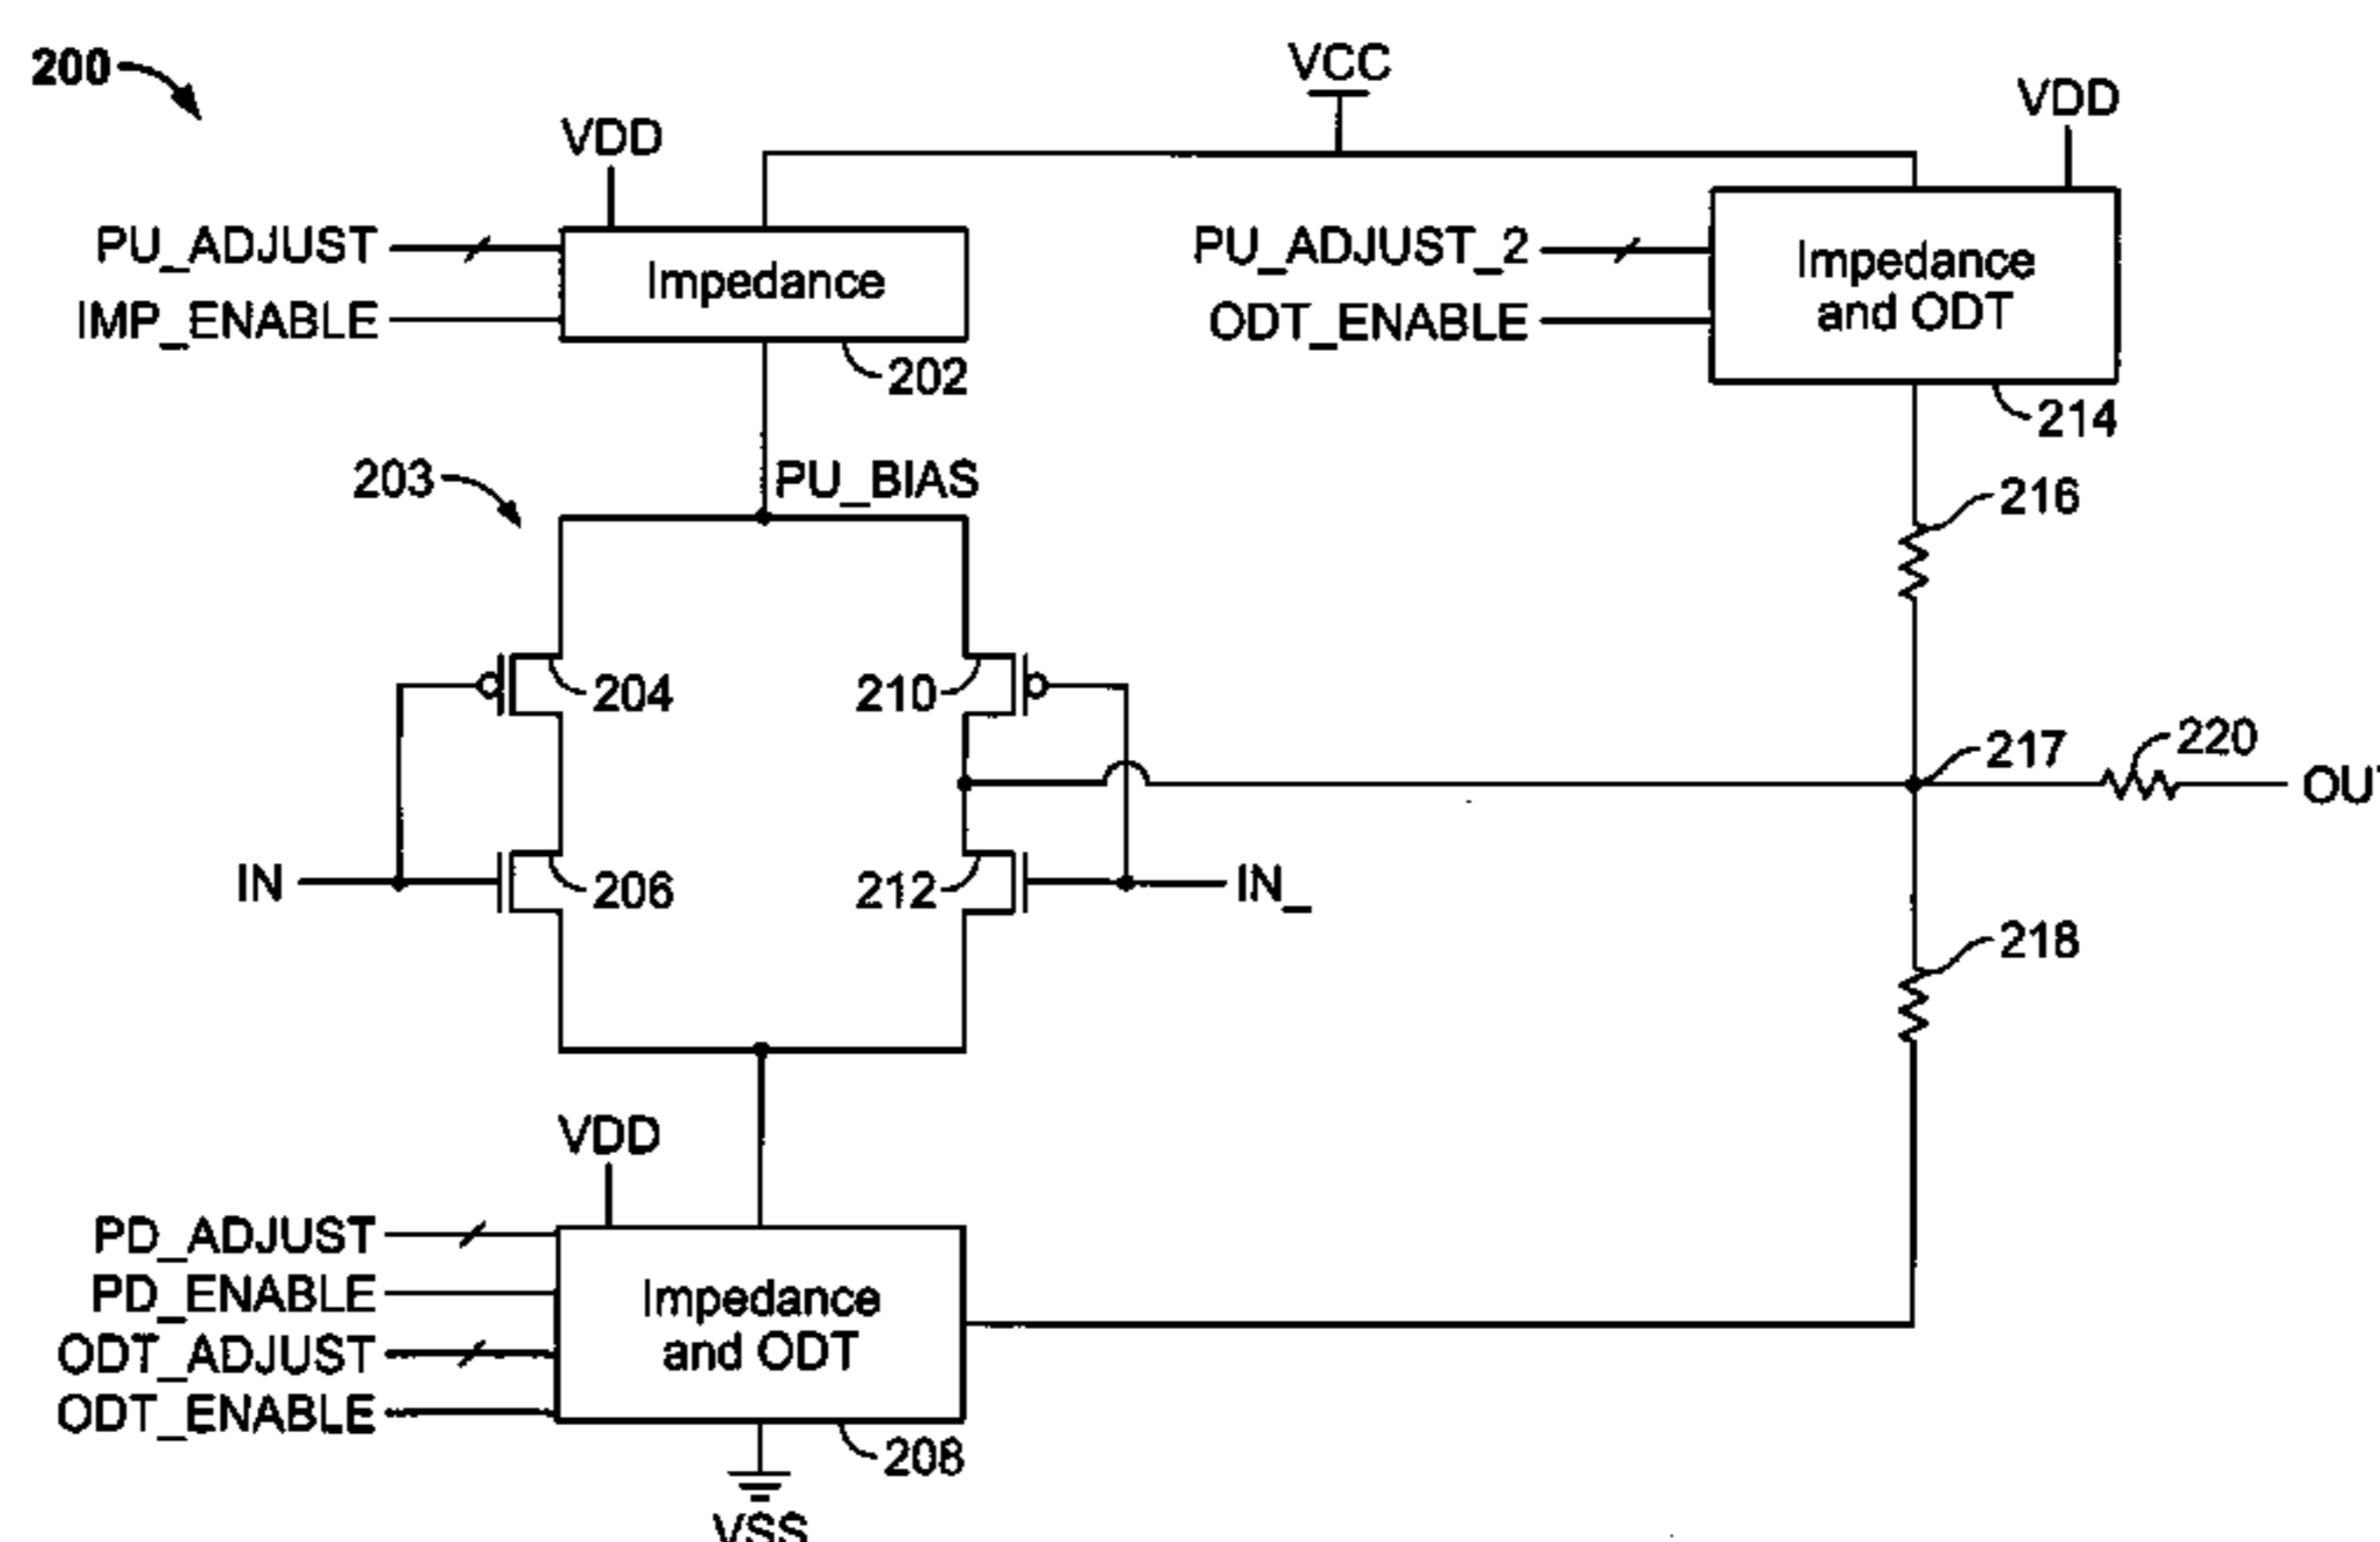 200
VCC
VDD
VDD
PU_ADJUST
IMP_ENABLE
Impedance
202
PU_ADJUST_2
ODT_ENABLE
Impedance
and ODT
214
203
PU_BIAS
216
204
210
217
220
OUT
IN
206
212
IN_
218
VDD
PD_ADJUST
PD_ENABLE
ODT_ADJUST
ODT_ENABLE
Impedance
and ODT
208
VSS